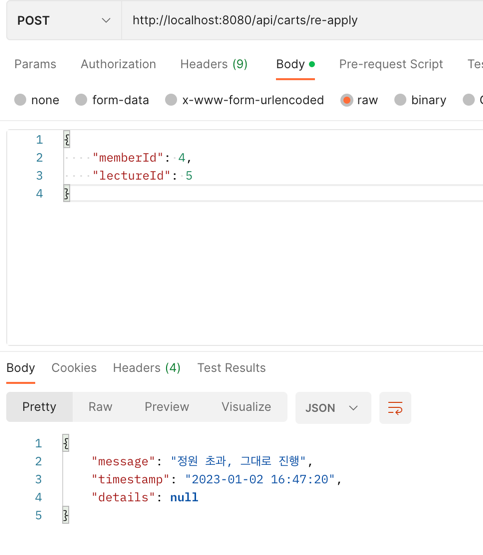 POST http://localhost:8080/api/carts/re-apply
Params Authorization Headers (9) Body Pre-request Script
none form-data x-www-form-urlencoded raw binary
1 {
2 "memberId": 4,
3 "lectureId": 5
4 }
Body Cookies Headers (4) Test Results
Pretty Raw Preview Visualize JSON
1 {
2 "message": "정원 초과, 그대로 진행",
3 "timestamp": "2023-01-02 16:47:20",
4 "details": null
5 }